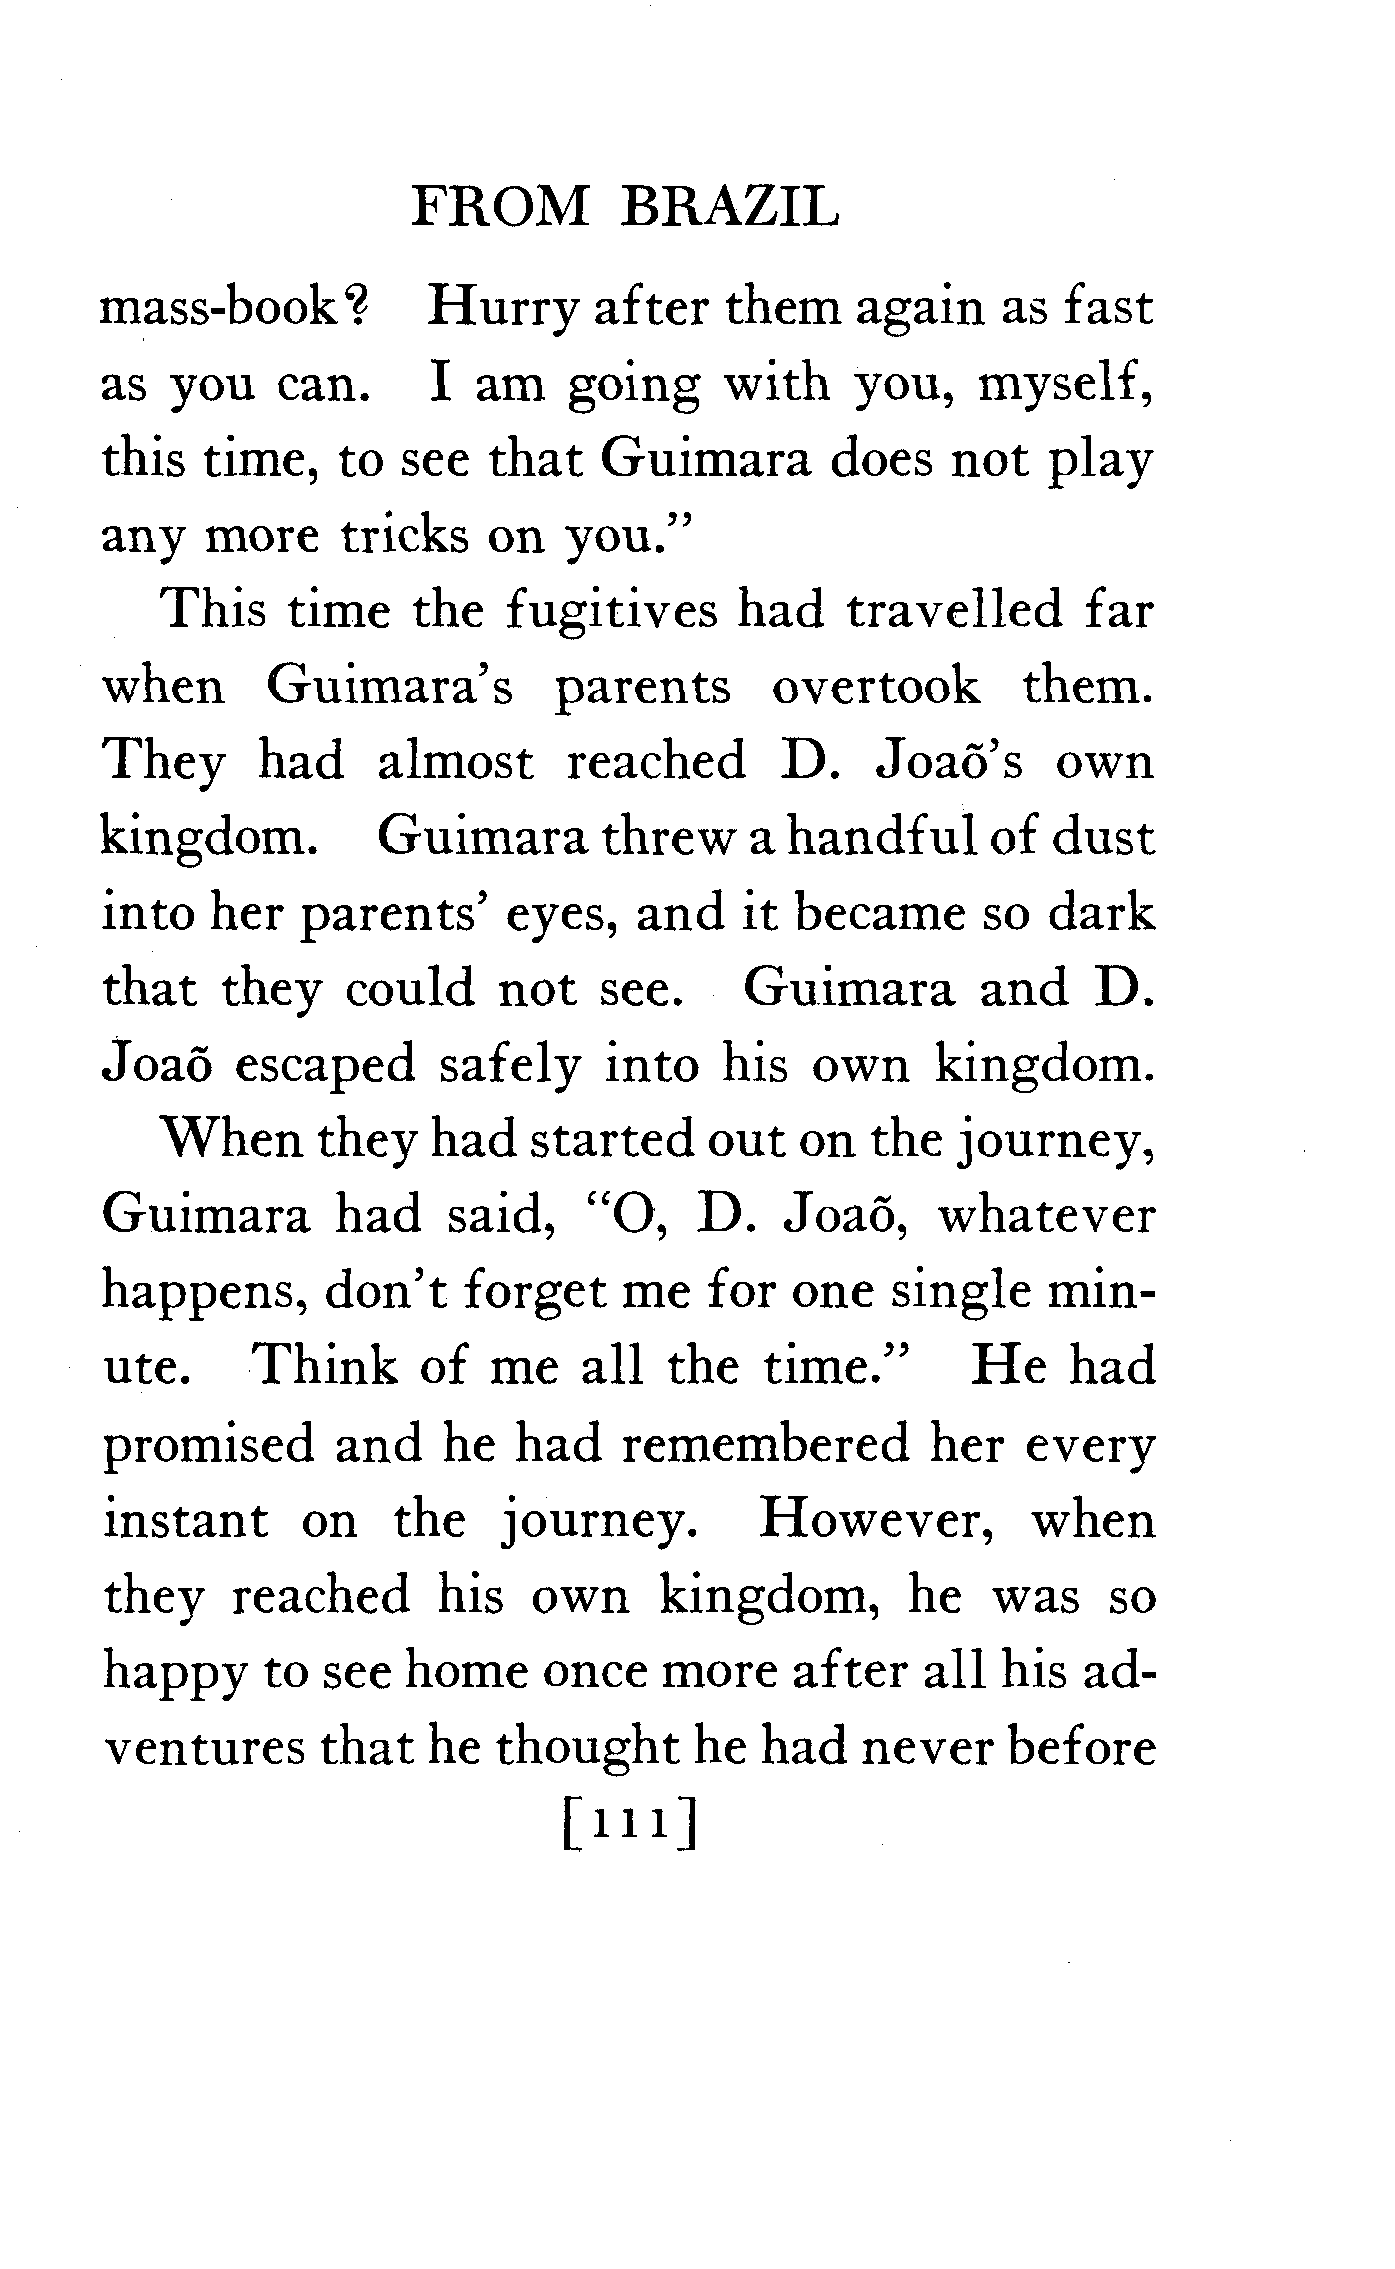 FROM BRAZIL
mass-book? Hurry after them again as fast
as you can. I am going with you, myself,
this time, to see that Guimara does not play
any more tricks on you.”
This time the fugitives had travelled far
when Guimara’s parents overtook them.
They had almost reached D. Joaõ’s own
kingdom. Guimara threw a handful of dust
into her parents’ eyes, and it became so dark
that they could not see. Guimara and D.
Joaõ escaped safely into his own kingdom.
When they had started out on the journey,
Guimara had said, “O, D. Joaõ, whatever
happens, don’t forget me for one single min-
ute. Think of me all the time.” He had
promised and he had remembered her every
instant on the journey. However, when
they reached his own kingdom, he was so
happy to see home once more after all his ad-
ventures that he thought he had never before
[111]